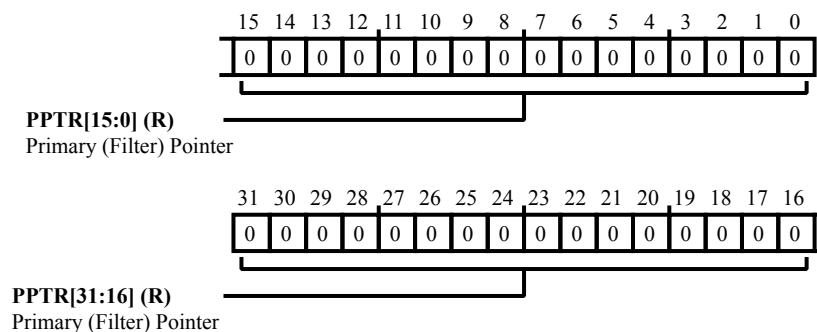 15 14 13 12 11 10 9 8 7 6 5 4 3 2 1 0
0 0 0 0 0 0 0 0 0 0 0 0 0 0 0 0
PPTR[15:0] (R)
Primary (Filter) Pointer
31 30 29 28 27 26 25 24 23 22 21 20 19 18 17 16
0 0 0 0 0 0 0 0 0 0 0 0 0 0 0 0
PPTR[31:16] (R)
Primary (Filter) Pointer